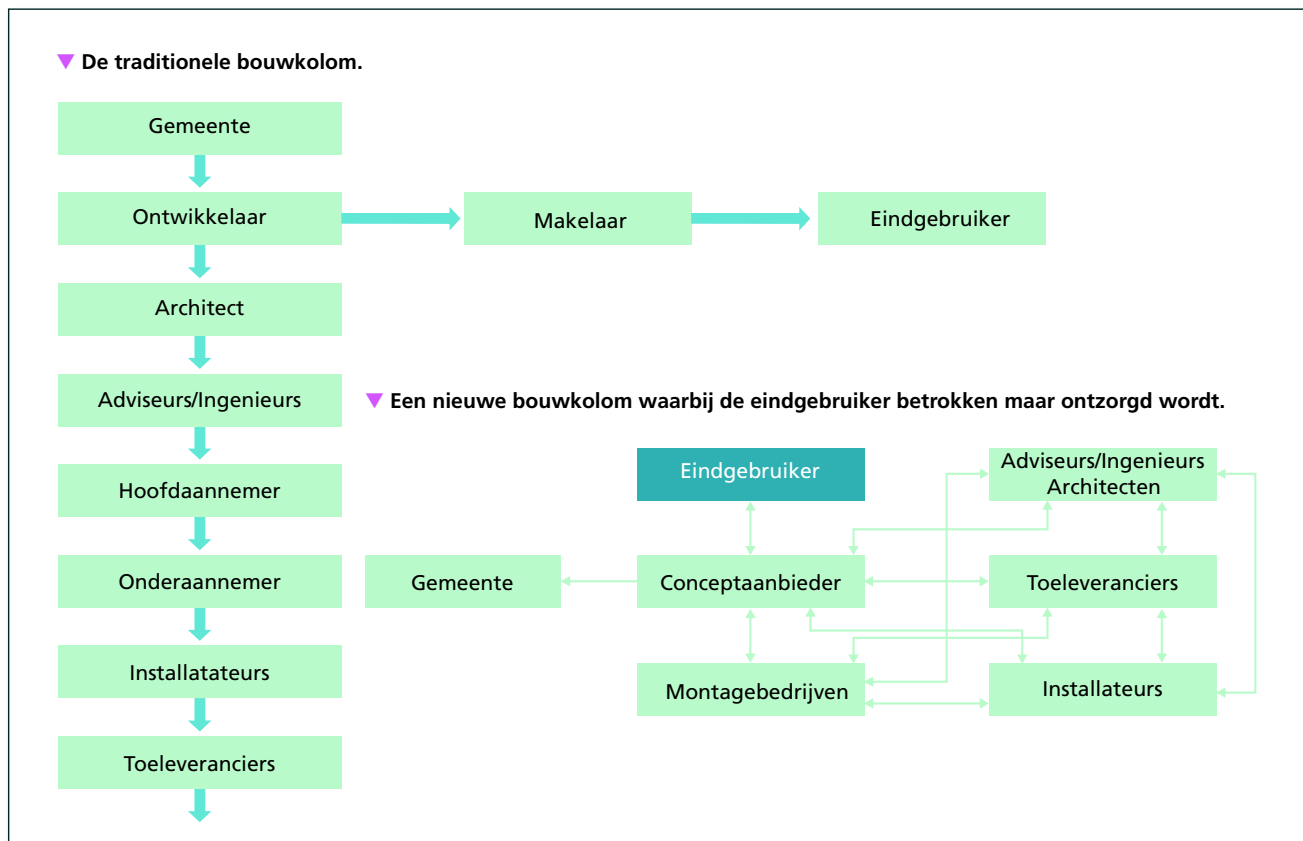 ▼ De traditionele bouwkolom.
Gemeente
Ontwikkelaar
Makelaar
Eindgebruiker
Architect
Adviseurs/Ingenieurs
Hoofdaannemer
Onderaannemer
Installatateurs
Toeleveranciers
▼ Een nieuwe bouwkolom waarbij de eindgebruiker betrokken maar ontzorgd wordt.
Eindgebruiker
Adviseurs/Ingenieurs
Architecten
Gemeente
Conceptaanbieder
Toeleveranciers
Montagebedrijven
Installateurs